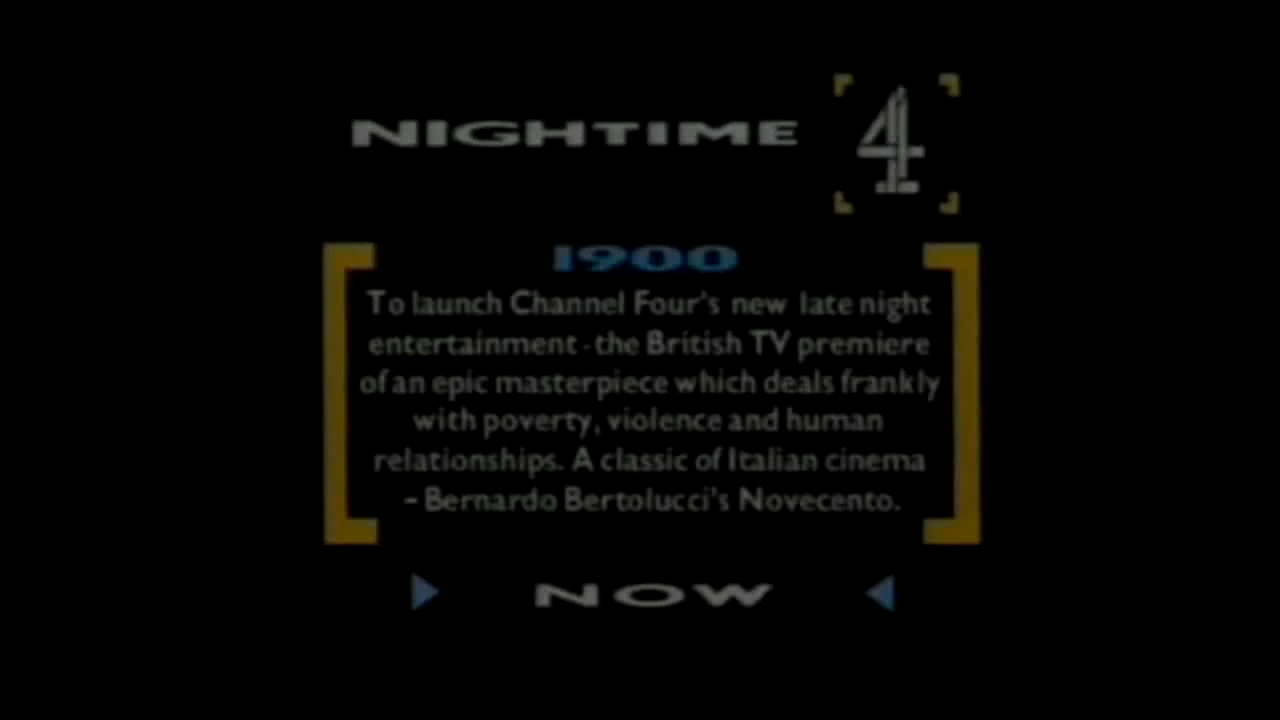 NIGHTIME 4
1900
To launch Channel Four's new late night
entertainment - the British TV premiere
of an epic masterpiece which deals frankly
with poverty, violence and human
relationships. A classic of Italian cinema
- Bernardo Bertolucci's Novecento.
NOW